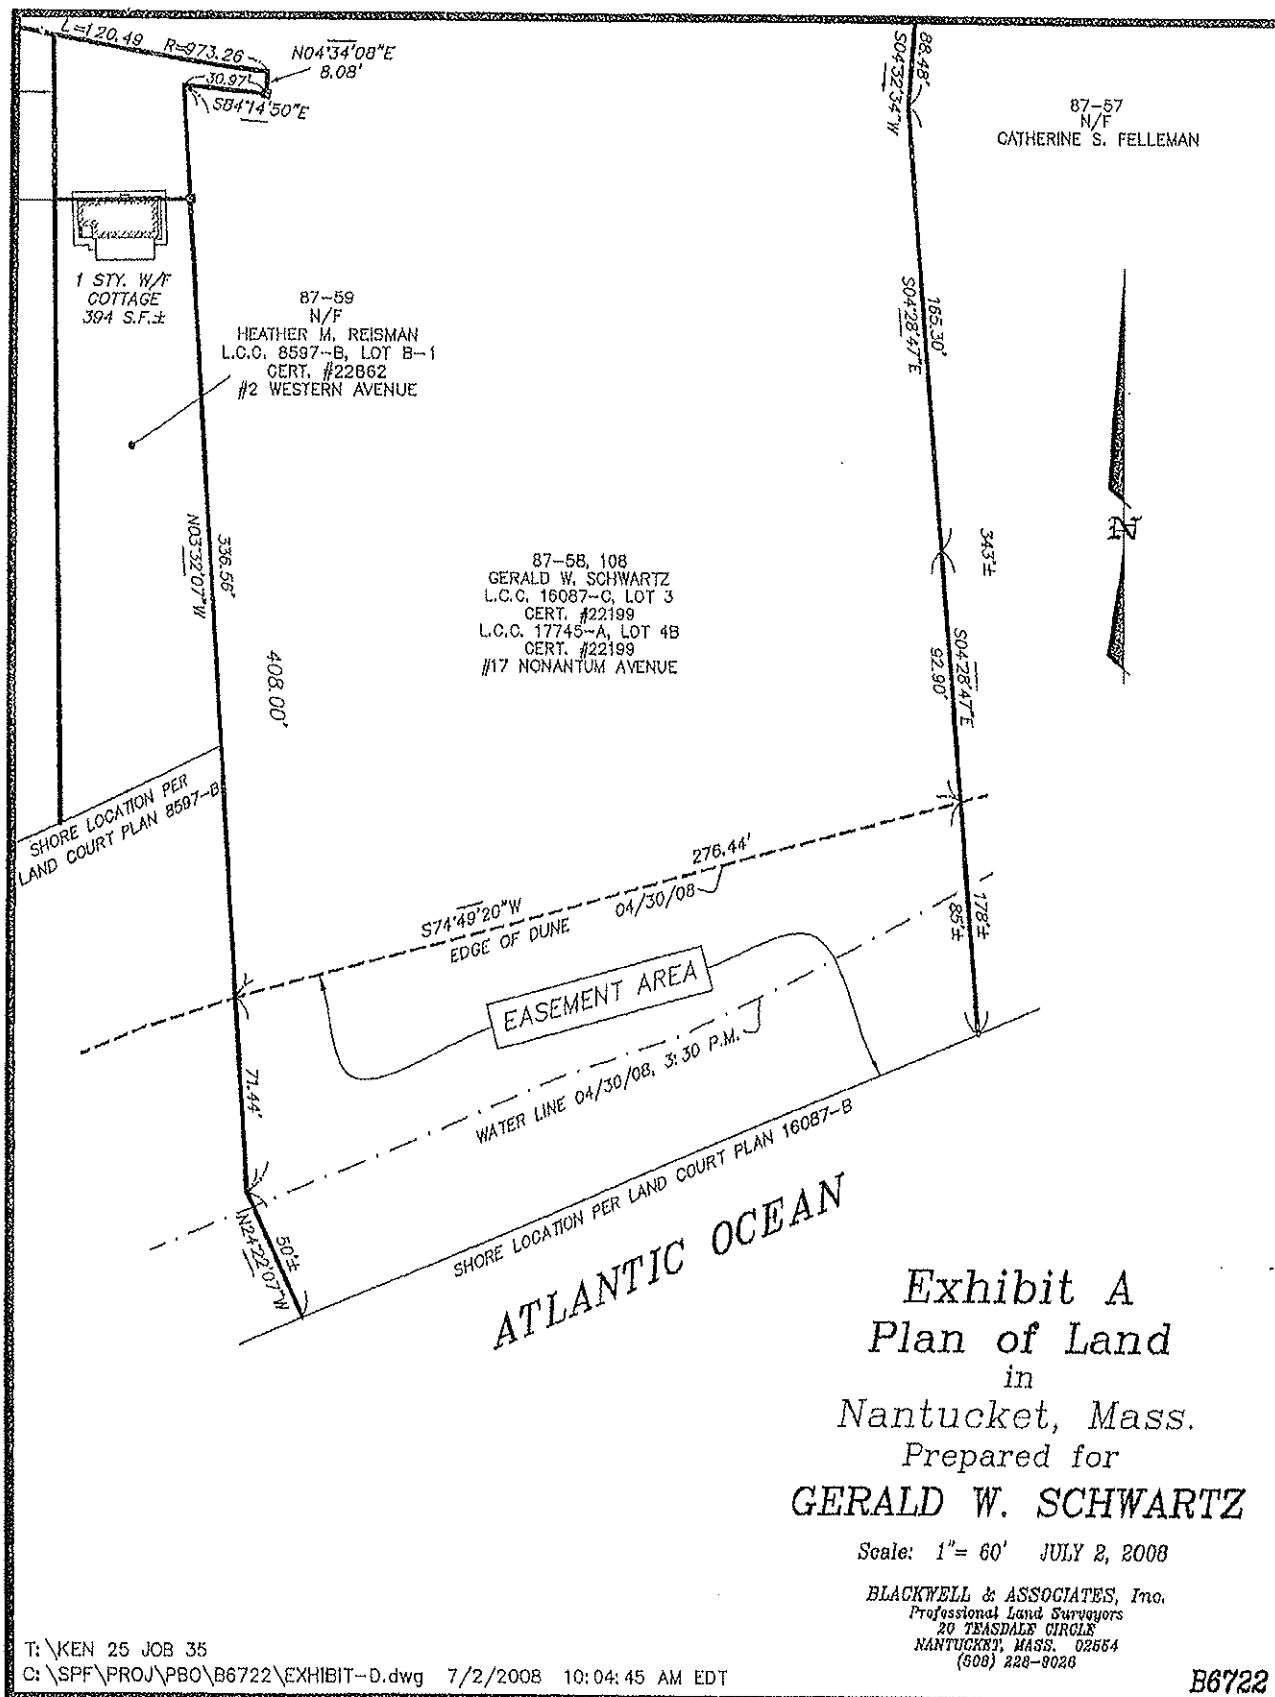 L=120.49 R=973.26
N04°34'08"E
8.08'
30.97'
S84°14'50"E
88.48'
S04°32'34"W
87-57
N/F
CATHERINE S. FELLEMAN
1 STY. W/F
COTTAGE
394 S.F.±
87-59
N/F
HEATHER M. REISMAN
L.C.C. 8597-B, LOT B-1
CERT. #22862
#2 WESTERN AVENUE
165.30'
S04°28'47"E
N
336.56'
N03°32'07"W
408.00'
87-58, 108
GERALD W. SCHWARTZ
L.C.C. 16087-C, LOT 3
CERT. #22199
L.C.C. 17745-A, LOT 4B
CERT. #22199
#17 NONANTUM AVENUE
343'±
S04°28'47"E
92.90'
SHORE LOCATION PER
LAND COURT PLAN 8597-B
276.44'
S74°49'20"W
04/30/08
EDGE OF DUNE
178'±
85'±
EASEMENT AREA
WATER LINE 04/30/08, 3:30 P.M.
71.44'
50'±
N24°22'07"W
SHORE LOCATION PER LAND COURT PLAN 16087-B
ATLANTIC OCEAN
Exhibit A
Plan of Land
in
Nantucket, Mass.
Prepared for
GERALD W. SCHWARTZ
Scale: 1"= 60' JULY 2, 2008
BLACKWELL & ASSOCIATES, Inc.
Professional Land Surveyors
20 TEASDALE CIRCLE
NANTUCKET, MASS. 02554
(508) 228-9026
T:\KEN 25 JOB 35
C:\SPF\PROJ\PBO\B6722\EXHIBIT-D.dwg 7/2/2008 10:04:45 AM EDT
B6722